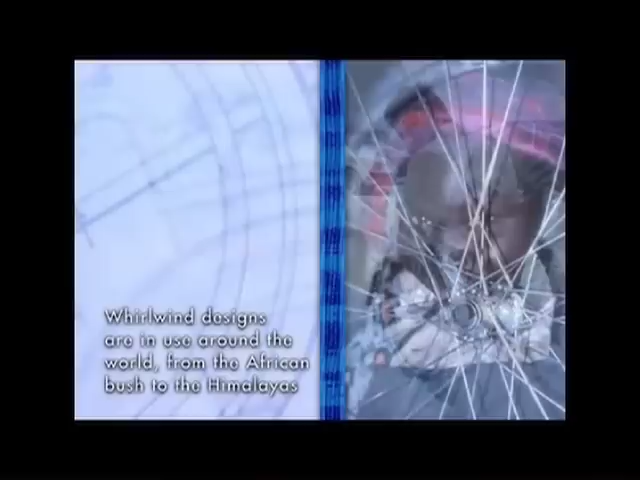 Whirlwind designs
are in use around the
world, from the African
bush to the Himalayas